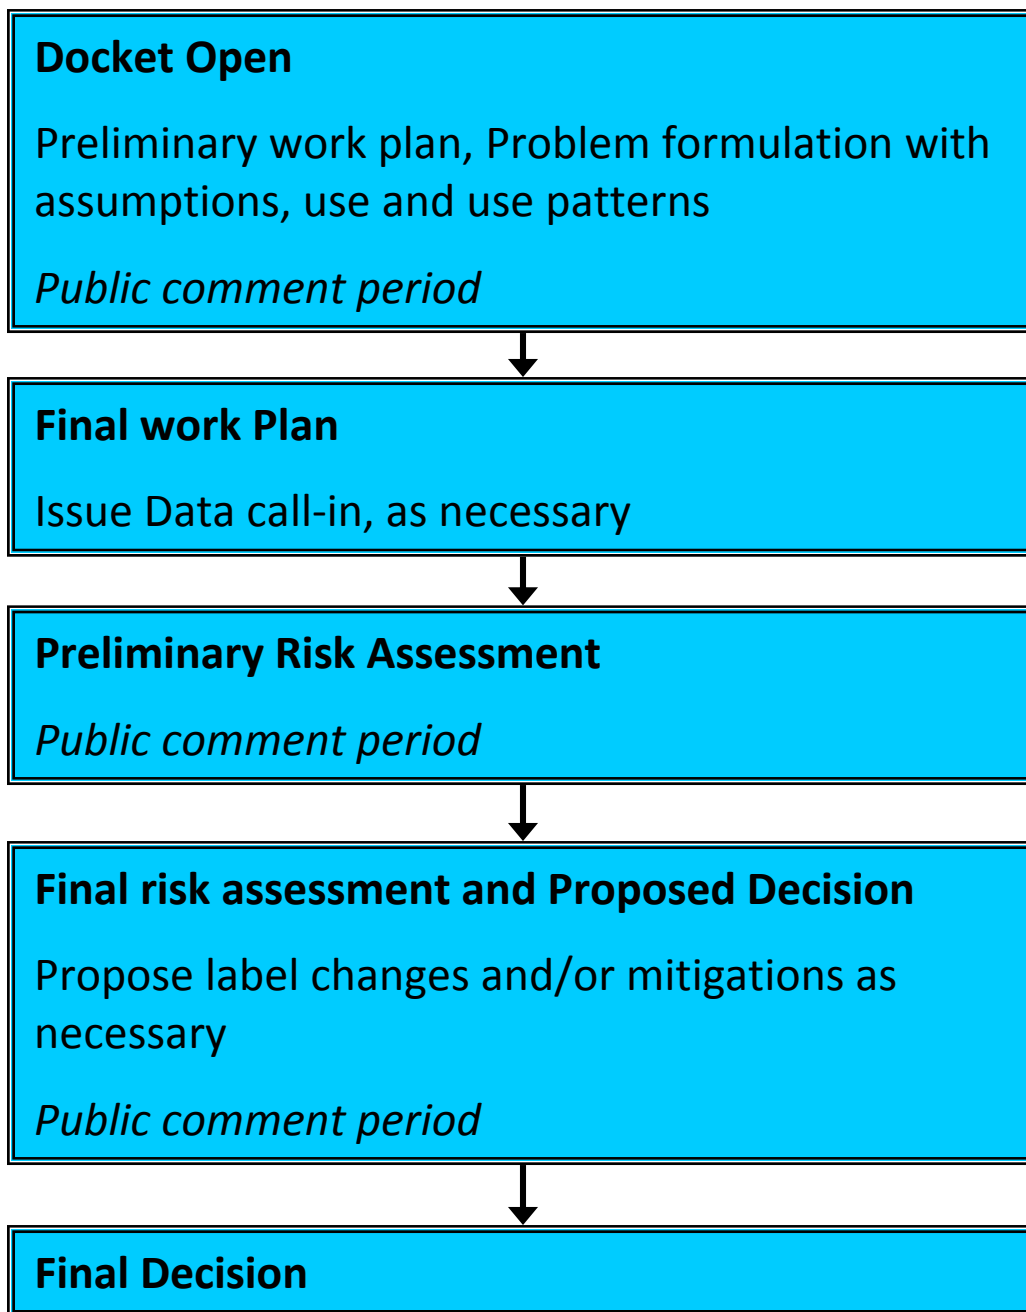 Docket Open
Preliminary work plan, Problem formulation with
assumptions, use and use patterns
Public comment period
Final work Plan
Issue Data call-in, as necessary
Preliminary Risk Assessment
Public comment period
Final risk assessment and Proposed Decision
Propose label changes and/or mitigations as
necessary
Public comment period
Final Decision